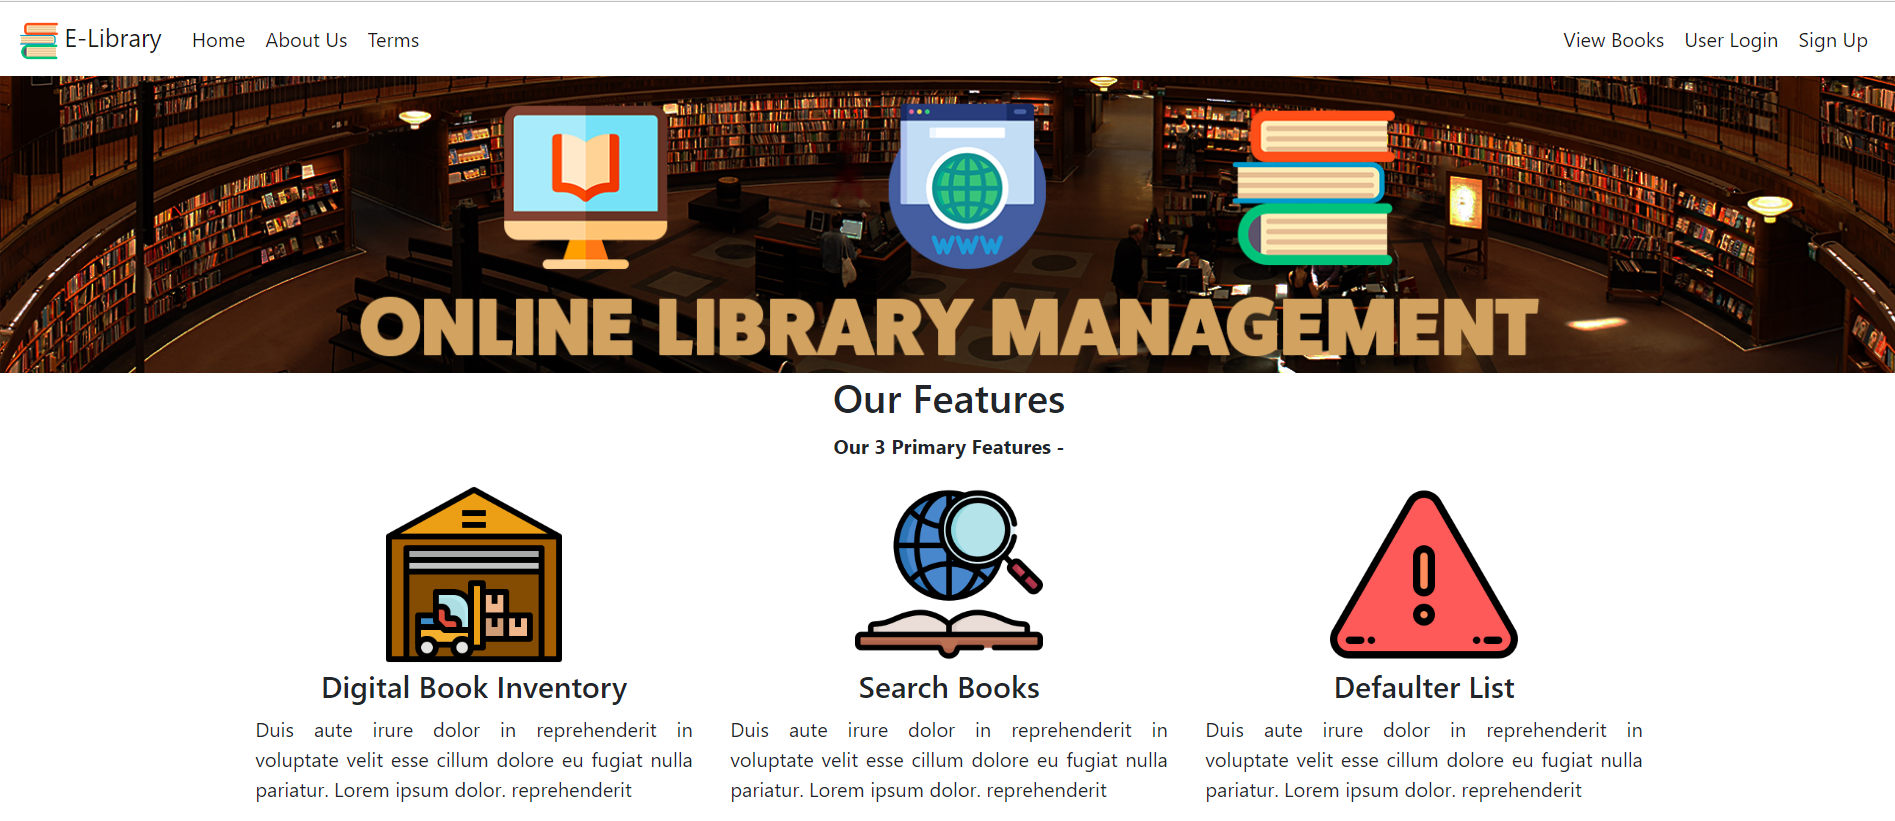 E-Library Home About Us Terms View Books User Login Sign Up
WWW
ONLINE LIBRARY MANAGEMENT
Our Features
Our 3 Primary Features -
Digital Book Inventory
Duis aute irure dolor in reprehenderit in
voluptate velit esse cillum dolore eu fugiat nulla
pariatur. Lorem ipsum dolor. reprehenderit
Search Books
Duis aute irure dolor in reprehenderit in
voluptate velit esse cillum dolore eu fugiat nulla
pariatur. Lorem ipsum dolor. reprehenderit
Defaulter List
Duis aute irure dolor in reprehenderit in
voluptate velit esse cillum dolore eu fugiat nulla
pariatur. Lorem ipsum dolor. reprehenderit